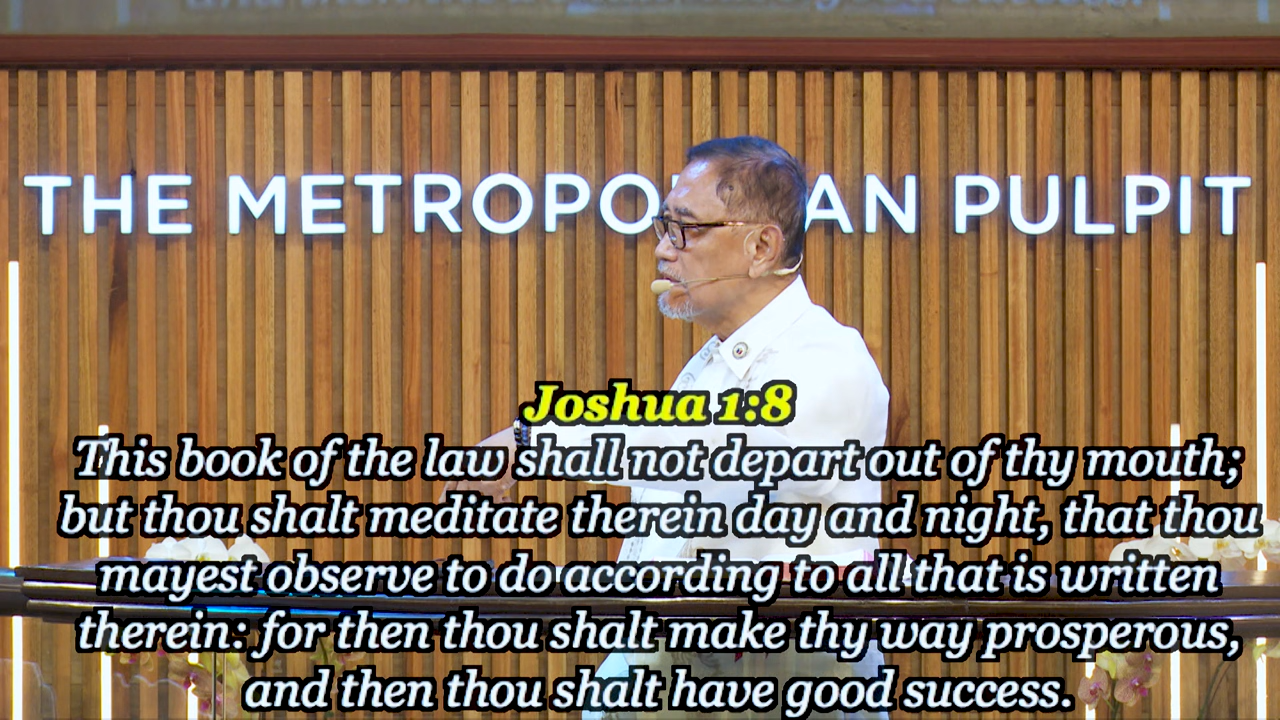 THE METROPO AN PULPIT
Joshua 1:8
This book of the law shall not depart out of thy mouth;
but thou shalt meditate therein day and night, that thou
mayest observe to do according to all that is written
therein: for then thou shalt make thy way prosperous,
and then thou shalt have good success.